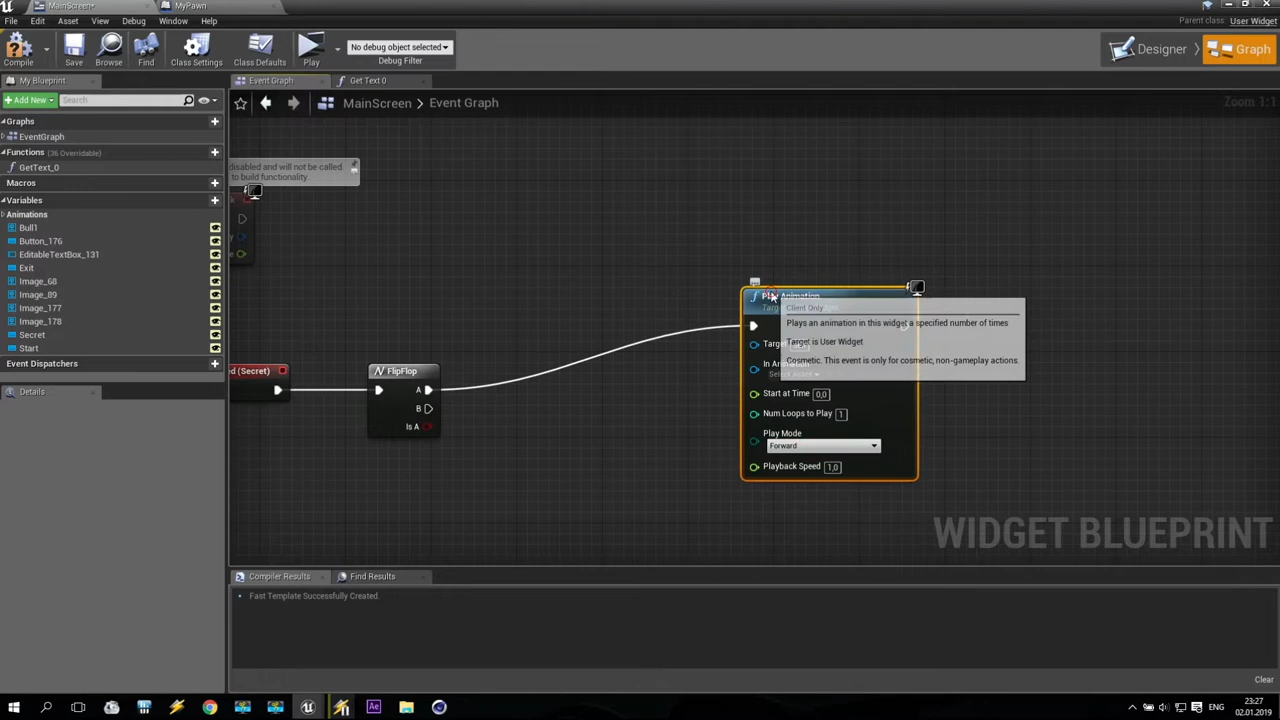 MainScreen*
MyPawn
File Edit Asset View Debug Window Help
Parent class: User Widget
Compile
Save
Browse
Find
Class Settings
Class Defaults
Play
No debug object selected
Debug Filter
Designer
Graph
My Blueprint
Event Graph
Get Text 0
Add New
Search
MainScreen > Event Graph
Zoom 1:1
Graphs
EventGraph
Functions (36 Overridable)
GetText_0
Macros
Variables
Animations
Bull1
Button_176
EditableTextBox_131
Exit
Image_68
Image_89
Image_177
Image_178
Secret
Start
Event Dispatchers
Details
disabled and will not be called.
to build functionality.
ed (Secret)
FlipFlop
A
B
Is A
Play Animation
Client Only
Plays an animation in this widget a specified number of times
Target is User Widget
Cosmetic. This event is only for cosmetic, non-gameplay actions.
Start at Time 0,0
Num Loops to Play 1
Play Mode
Forward
Playback Speed 1,0
WIDGET BLUEPRINT
Compiler Results
Find Results
Fast Template Successfully Created.
Clear
Ae
ENG
23:27
02.01.2019